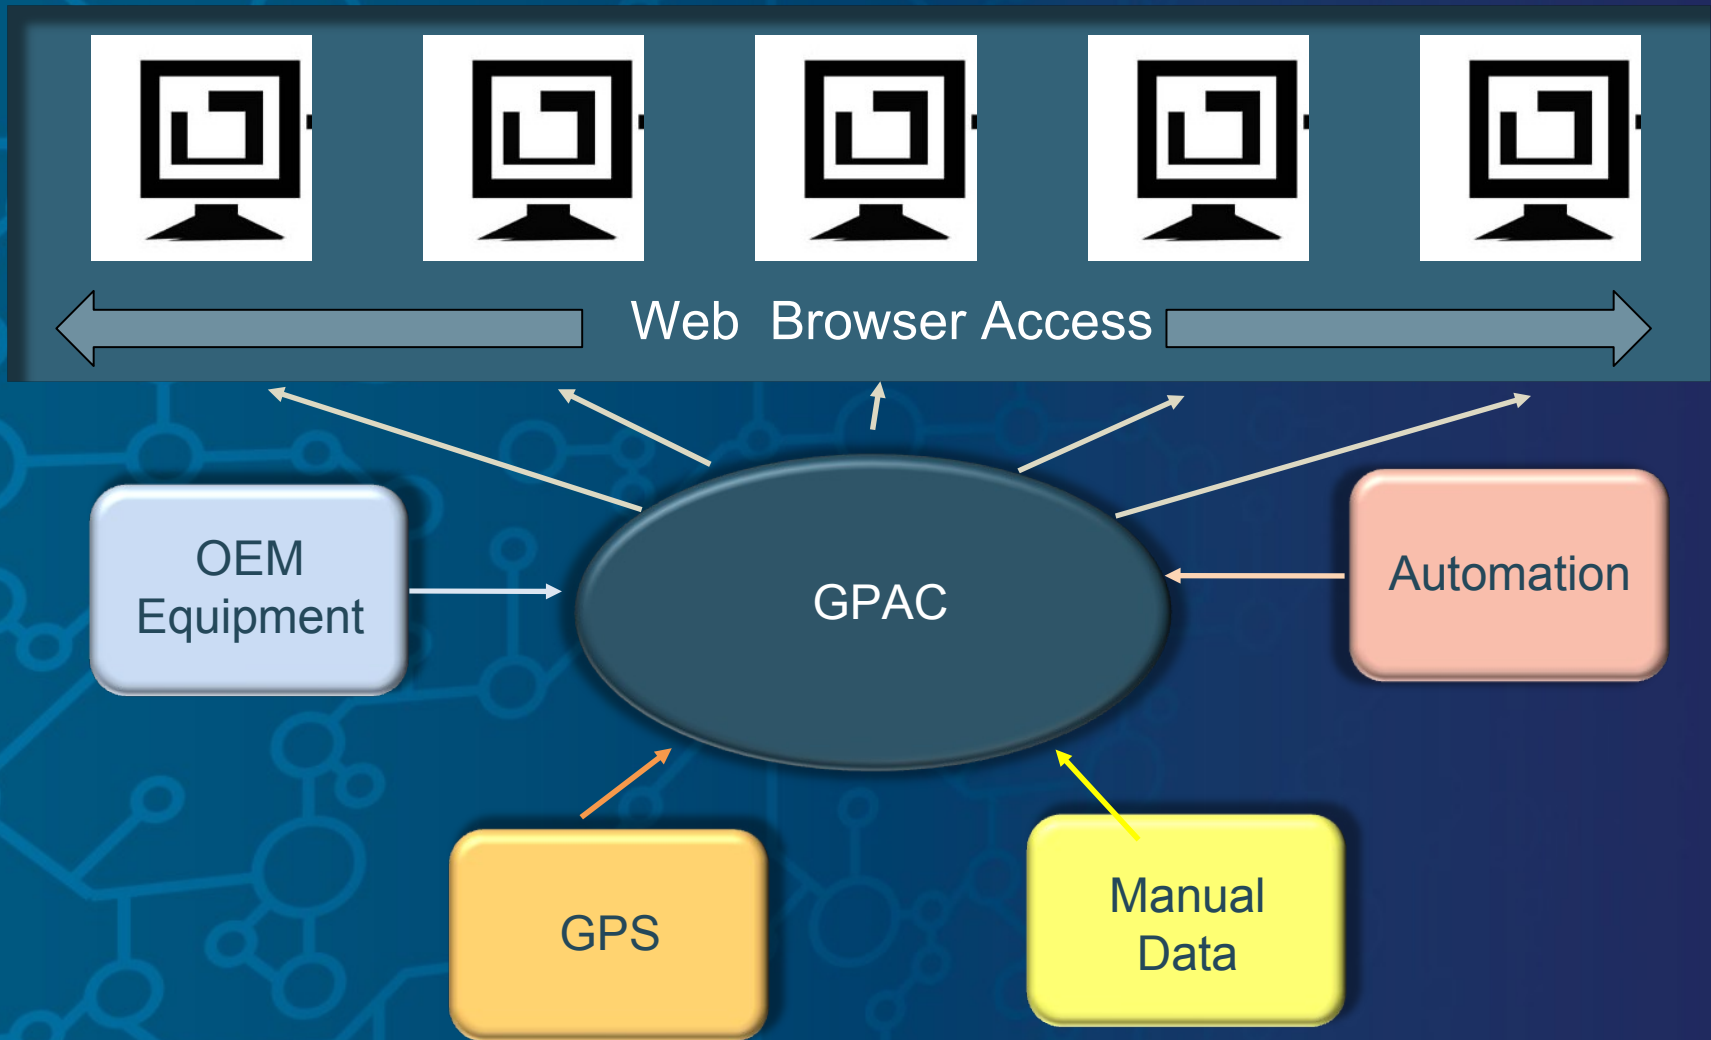 Web  Browser Access
OEM
Equipment
GPAC
Automation
GPS
Manual
Data